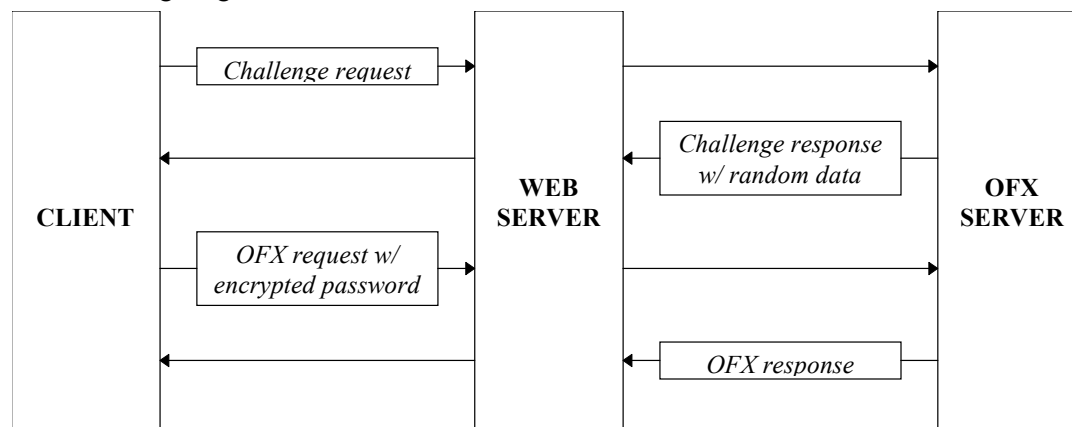 Challenge request
Challenge response
w/ random data
CLIENT
WEB
SERVER
OFX
SERVER
OFX request w/
encrypted password
OFX response